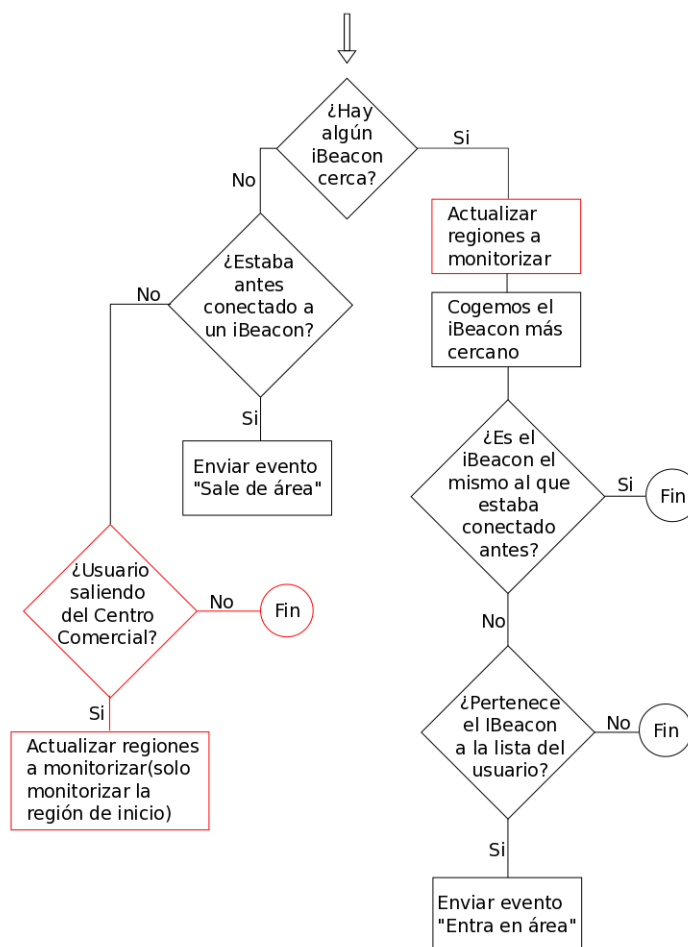 ¿Hay
algún
iBeacon
cerca?
Si
No
Actualizar
regiones a
monitorizar
¿Estaba
antes
conectado a
un iBeacon?
No
Cogemos el
iBeacon más
cercano
Si
Enviar evento
"Sale de área"
¿Es el
iBeacon el
mismo al que
estaba
conectado
antes?
Si
Fin
¿Usuario
saliendo
del Centro
Comercial?
No
Fin
No
Si
¿Pertenece
el IBeacon
a la lista del
usuario?
No
Fin
Actualizar regiones
a monitorizar(solo
monitorizar la
región de inicio)
Si
Enviar evento
"Entra en área"